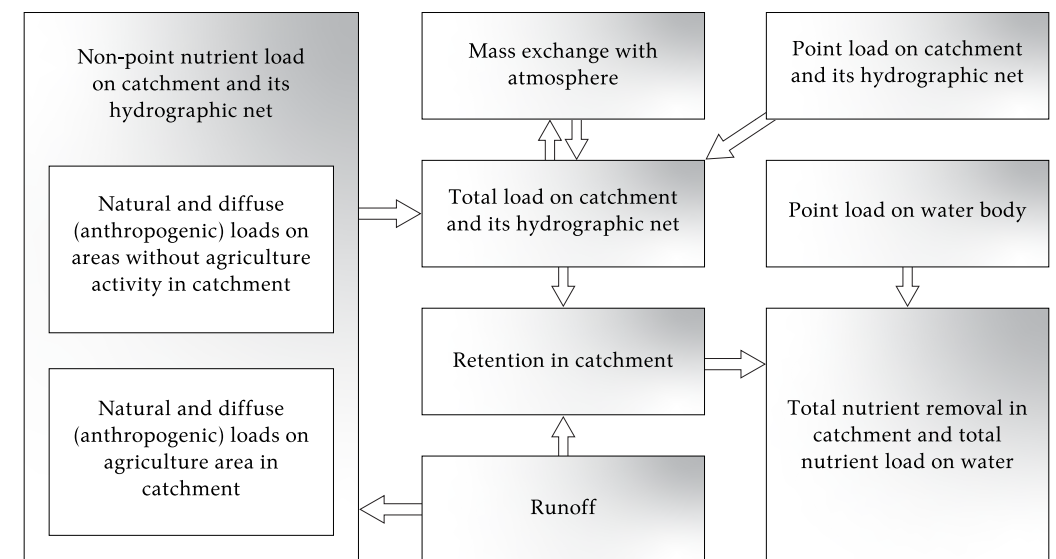 Non-point nutrient load
on catchment and its
hydrographic net
Natural and diffuse
(anthropogenic) loads on
areas without agriculture
activity in catchment
Natural and diffuse
(anthropogenic) loads on
agriculture area in
catchment
Mass exchange with
atmosphere
Total load on catchment
and its hydrographic net
Retention in catchment
Runoff
Point load on catchment
and its hydrographic net
Point load on water body
Total nutrient removal in
catchment and total
nutrient load on water